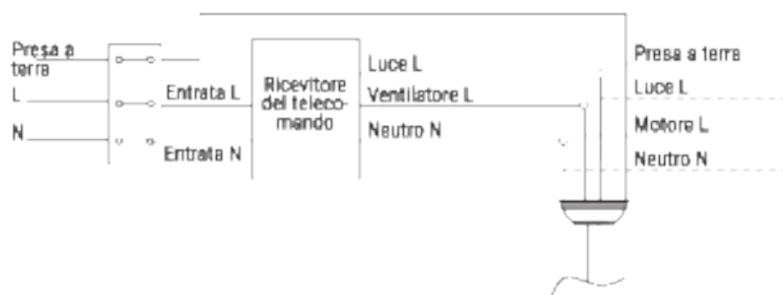 Presa a
terra
L
N
Entrata L
Entrata N
Ricevitore
del teleco-
mando
Luce L
Ventilatore L
Neutro N
Presa a terra
Luce L
Motore L
Neutro N